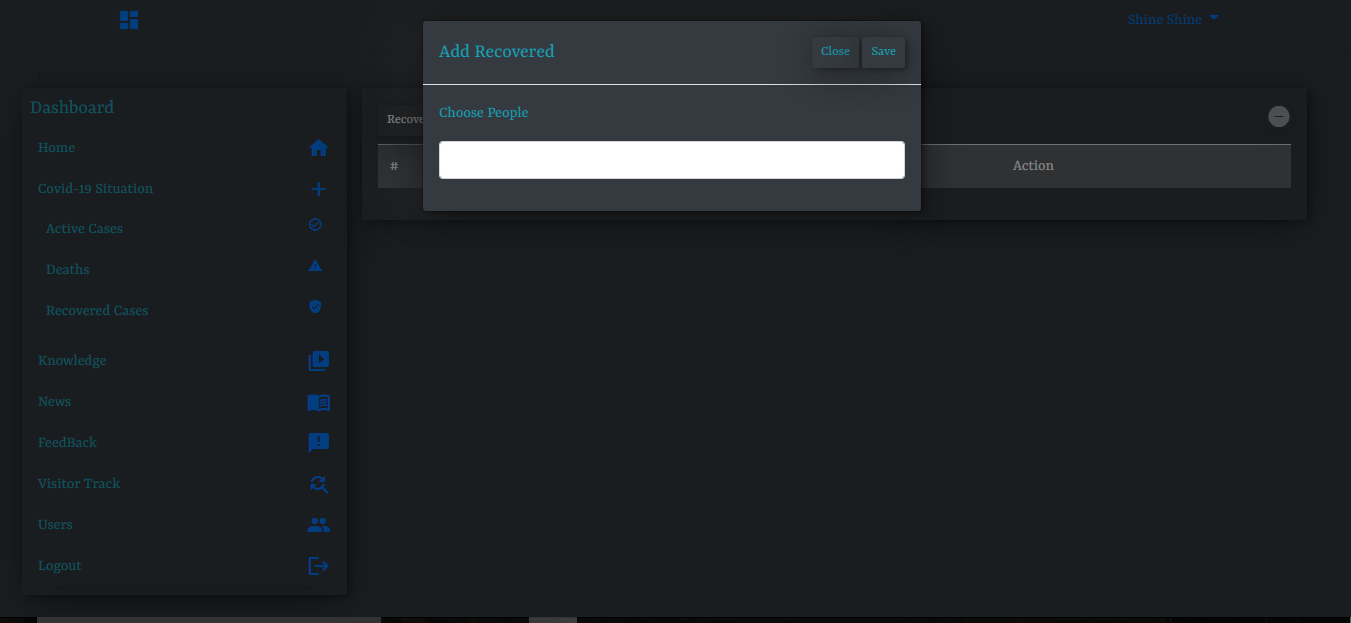 Shine Shine
Add Recovered
Close
Save
Choose People
Dashboard
Home
Covid-19 Situation
Active Cases
Deaths
Recovered Cases
Knowledge
News
FeedBack
Visitor Track
Users
Logout
#
Action